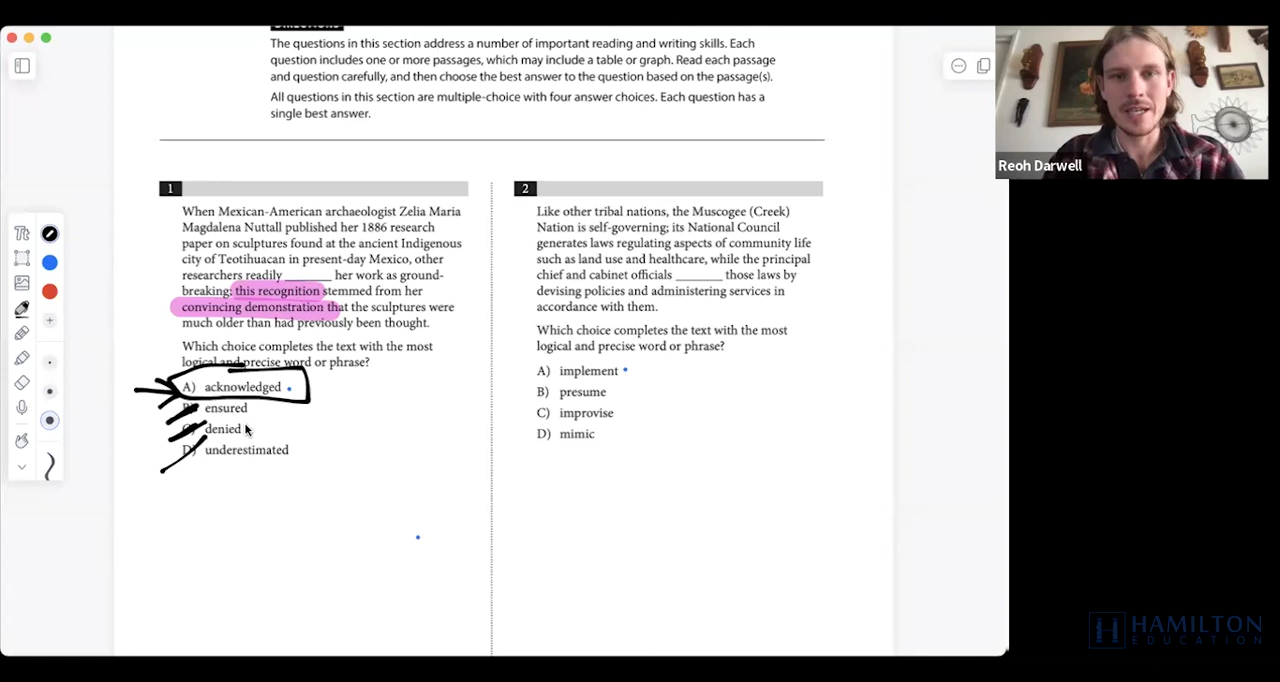 The questions in this section address a number of important reading and writing skills. Each
question includes one or more passages, which may include a table or graph. Read each passage
and question carefully, and then choose the best answer to the question based on the passage(s).
All questions in this section are multiple-choice with four answer choices. Each question has a
single best answer.
Reoh Darwell
1
When Mexican-American archaeologist Zelia Maria
Magdalena Nuttall published her 1886 research
paper on sculptures found at the ancient Indigenous
city of Teotihuacan in present-day Mexico, other
researchers readily _______ her work as ground-
breaking; this recognition stemmed from her
convincing demonstration that the sculptures were
much older than had previously been thought.
Which choice completes the text with the most
logical and precise word or phrase?
A) acknowledged
B) ensured
C) denied
D) underestimated
2
Like other tribal nations, the Muscogee (Creek)
Nation is self-governing; its National Council
generates laws regulating aspects of community life
such as land use and healthcare, while the principal
chief and cabinet officials _______ those laws by
devising policies and administering services in
accordance with them.
Which choice completes the text with the most
logical and precise word or phrase?
A) implement
B) presume
C) improvise
D) mimic
Tt
HAMILTON
EDUCATION